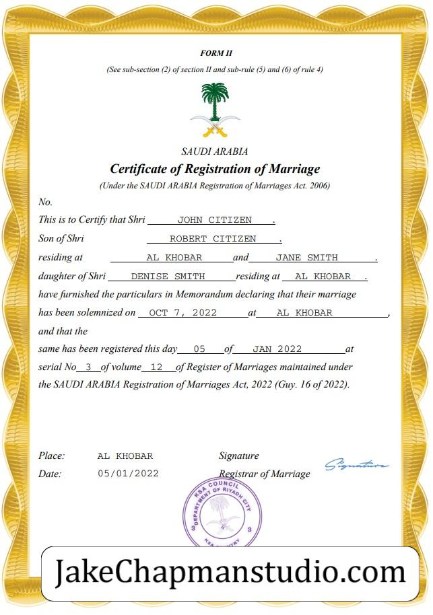 FORM II
(See sub-section (2) of section II and sub-rule (5) and (6) of rule 4)
SAUDI ARABIA
Certificate of Registration of Marriage
(Under the SAUDI ARABIA Registration of Marriages Act. 2006)
No.
This is to Certify that Shri JOHN CITIZEN .
Son of Shri ROBERT CITIZEN .
residing at AL KHOBAR and JANE SMITH .
daughter of Shri DENISE SMITH residing at AL KHOBAR .
have furnished the particulars in Memorandum declaring that their marriage
has been solemnized on OCT 7, 2022 at AL KHOBAR ,
and that the
same has been registered this day 05 of JAN 2022 at
serial No 3 of volume 12 of Register of Marriages maintained under
the SAUDI ARABIA Registration of Marriages Act, 2022 (Guy. 16 of 2022).
Place: AL KHOBAR Signature
Signature
Date: 05/01/2022 Registrar of Marriage
KSA COUNCIL
DEPARTMENT OF RIYADH CITY
JakeChapmanstudio.com